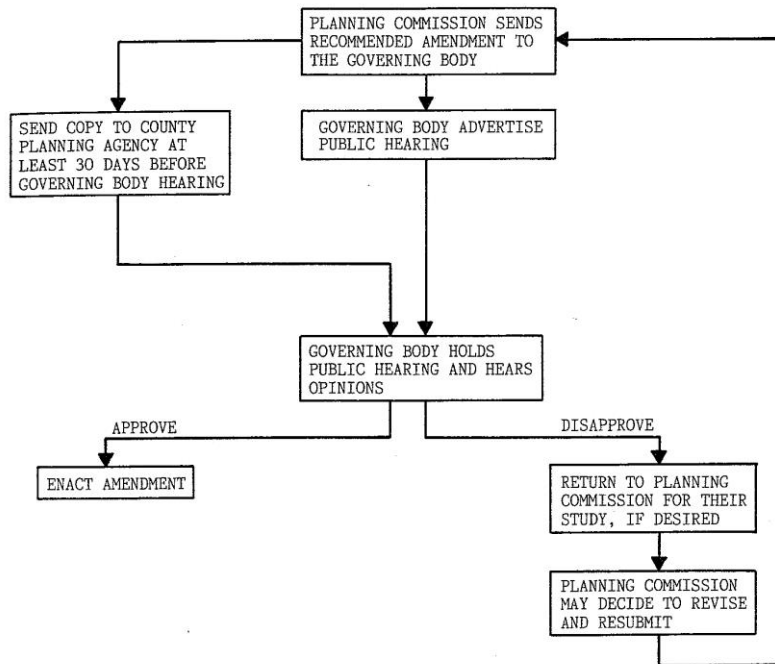 PLANNING COMMISSION SENDS
RECOMMENDED AMENDMENT TO
THE GOVERNING BODY
SEND COPY TO COUNTY
PLANNING AGENCY AT
LEAST 30 DAYS BEFORE
GOVERNING BODY HEARING
GOVERNING BODY ADVERTISE
PUBLIC HEARING
GOVERNING BODY HOLDS
PUBLIC HEARING AND HEARS
OPINIONS
APPROVE
DISAPPROVE
ENACT AMENDMENT
RETURN TO PLANNING
COMMISSION FOR THEIR
STUDY, IF DESIRED
PLANNING COMMISSION
MAY DECIDE TO REVISE
AND RESUBMIT